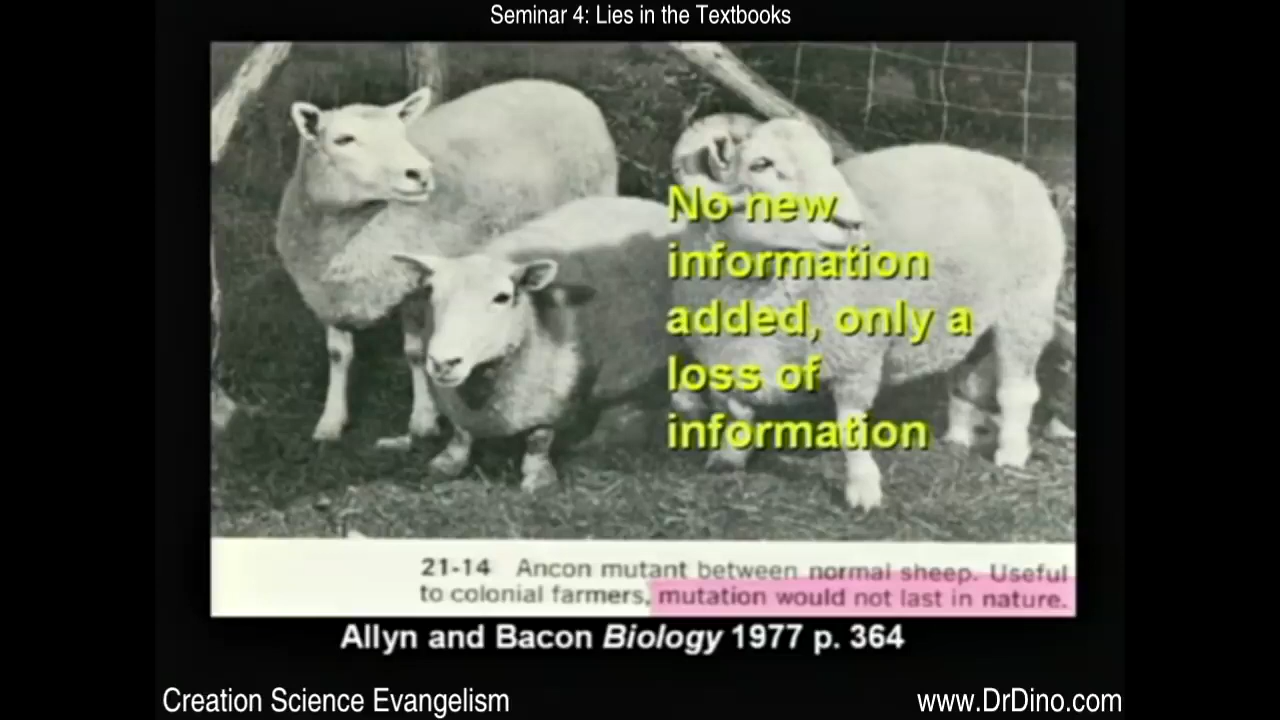 Seminar 4: Lies in the Textbooks
No new
information
added, only a
loss of
information
21-14 Ancon mutant between normal sheep. Useful
to colonial farmers, mutation would not last in nature.
Allyn and Bacon Biology 1977 p. 364
Creation Science Evangelism
www.DrDino.com